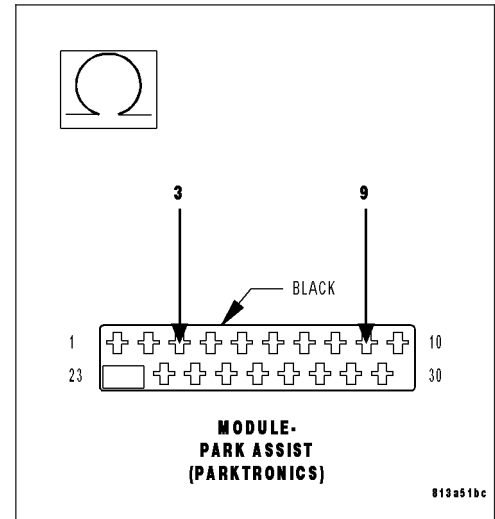 3 9
BLACK
1 10
23 30
MODULE-
PARK ASSIST
(PARKTRONICS)
813a51bc